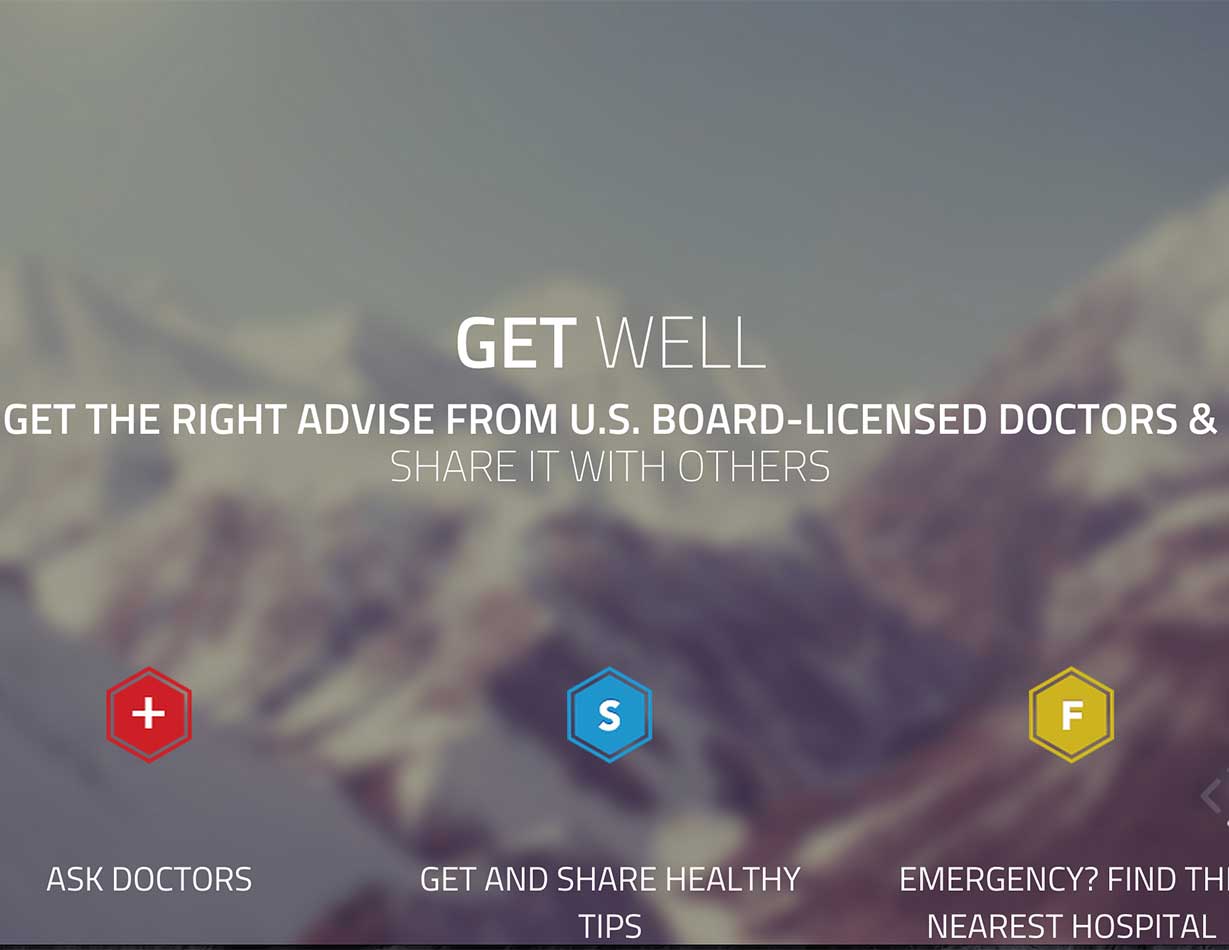 GET WELL
GET THE RIGHT ADVISE FROM U.S. BOARD-LICENSED DOCTORS &
SHARE IT WITH OTHERS
+
S
F
ASK DOCTORS
GET AND SHARE HEALTHY
TIPS
EMERGENCY? FIND THE
NEAREST HOSPITAL